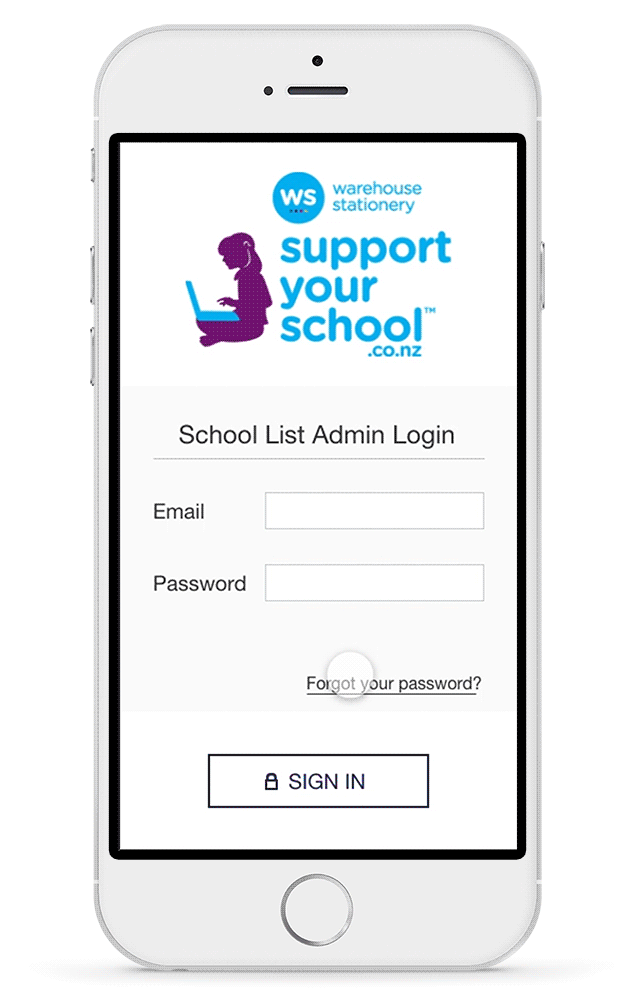 ws warehouse
stationery
support
your
school™
.co.nz
School List Admin Login
Email
Password
Forgot your password?
SIGN IN